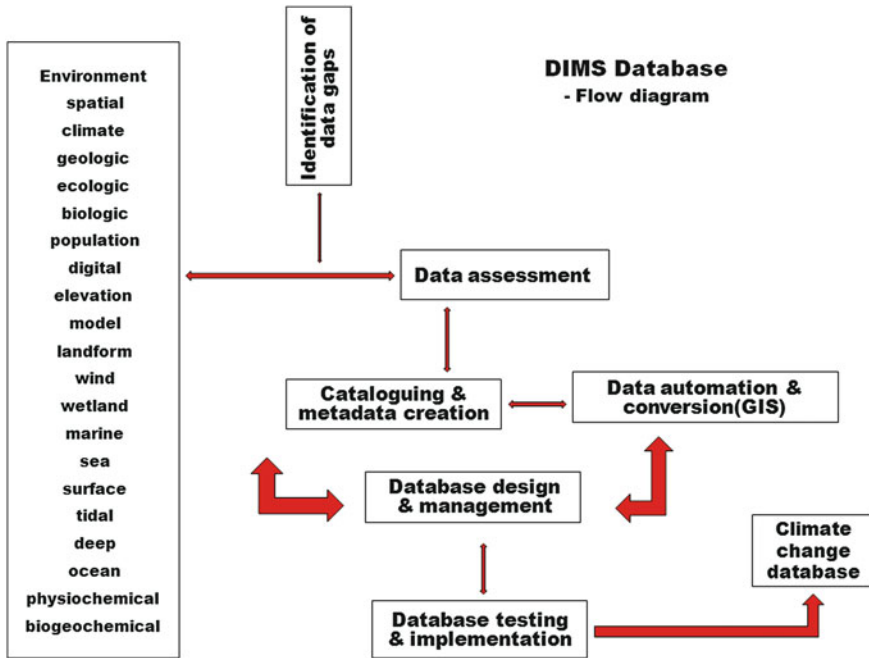 DIMS Database
- Flow diagram
Environment
spatial
climate
geologic
ecologic
biologic
population
digital
elevation
model
landform
wind
wetland
marine
sea
surface
tidal
deep
ocean
physiochemical
biogeochemical
Identification of
data gaps
Data assessment
Cataloguing &
metadata creation
Data automation &
conversion(GIS)
Database design
& management
Database testing
& implementation
Climate
change
database